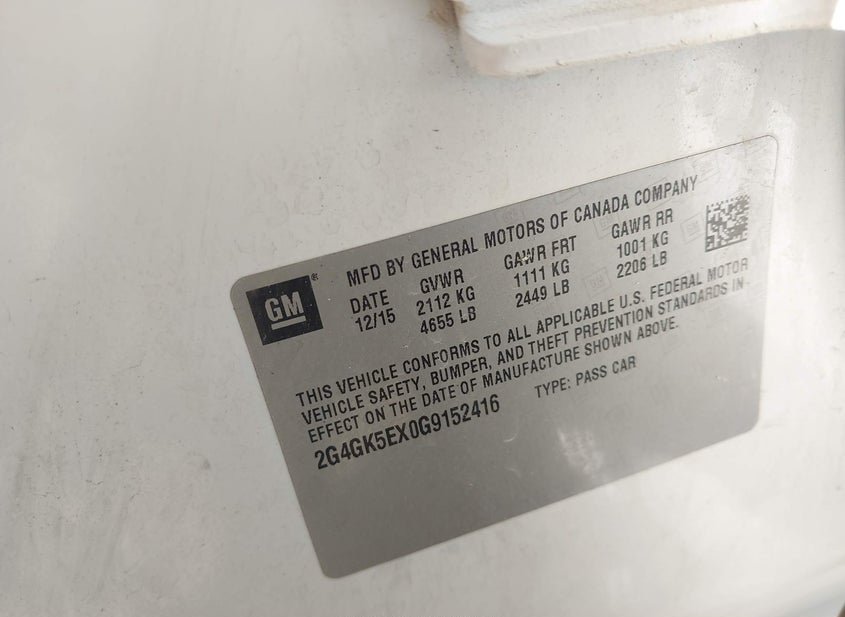 GM®
MFD BY GENERAL MOTORS OF CANADA COMPANY
DATE GVWR GAWR FRT GAWR RR
12/15 2112 KG 1111 KG 1001 KG
4655 LB 2449 LB 2206 LB
THIS VEHICLE CONFORMS TO ALL APPLICABLE U.S. FEDERAL MOTOR
VEHICLE SAFETY, BUMPER, AND THEFT PREVENTION STANDARDS IN
EFFECT ON THE DATE OF MANUFACTURE SHOWN ABOVE.
2G4GK5EX0G9152416 TYPE: PASS CAR